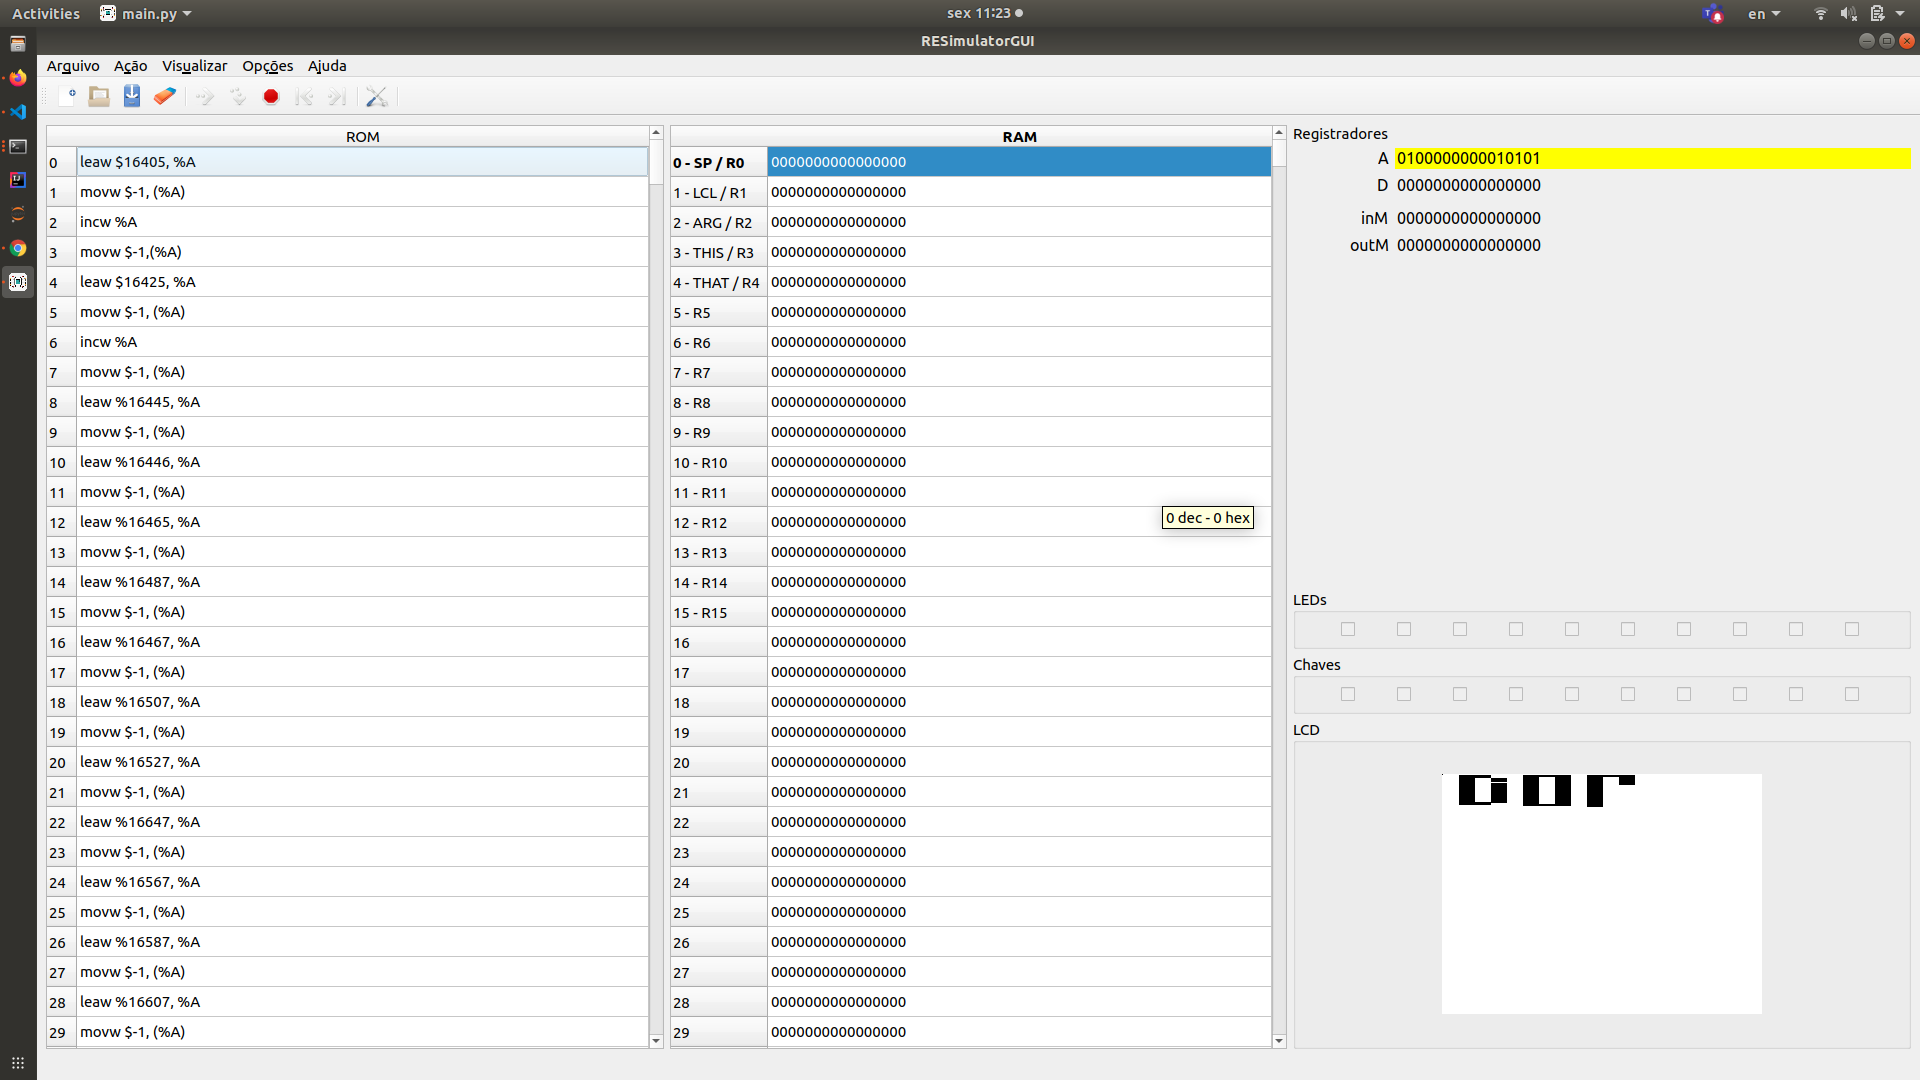 Activities main.py sex 11:23 en
RESimulatorGUI
Arquivo Ação Visualizar Opções Ajuda
ROM
0 leaw $16405, %A
1 movw $-1, (%A)
2 incw %A
3 movw $-1,(%A)
4 leaw $16425, %A
5 movw $-1, (%A)
6 incw %A
7 movw $-1, (%A)
8 leaw %16445, %A
9 movw $-1, (%A)
10 leaw %16446, %A
11 movw $-1, (%A)
12 leaw %16465, %A
13 movw $-1, (%A)
14 leaw %16487, %A
15 movw $-1, (%A)
16 leaw %16467, %A
17 movw $-1, (%A)
18 leaw %16507, %A
19 movw $-1, (%A)
20 leaw %16527, %A
21 movw $-1, (%A)
22 leaw %16647, %A
23 movw $-1, (%A)
24 leaw %16567, %A
25 movw $-1, (%A)
26 leaw %16587, %A
27 movw $-1, (%A)
28 leaw %16607, %A
29 movw $-1, (%A)
RAM
0 - SP / R0 0000000000000000
1 - LCL / R1 0000000000000000
2 - ARG / R2 0000000000000000
3 - THIS / R3 0000000000000000
4 - THAT / R4 0000000000000000
5 - R5 0000000000000000
6 - R6 0000000000000000
7 - R7 0000000000000000
8 - R8 0000000000000000
9 - R9 0000000000000000
10 - R10 0000000000000000
11 - R11 0000000000000000
12 - R12 0000000000000000
13 - R13 0000000000000000
14 - R14 0000000000000000
15 - R15 0000000000000000
16 0000000000000000
17 0000000000000000
18 0000000000000000
19 0000000000000000
20 0000000000000000
21 0000000000000000
22 0000000000000000
23 0000000000000000
24 0000000000000000
25 0000000000000000
26 0000000000000000
27 0000000000000000
28 0000000000000000
29 0000000000000000
0 dec - 0 hex
Registradores
A 0100000000010101
D 0000000000000000
inM 0000000000000000
outM 0000000000000000
LEDs
Chaves
LCD